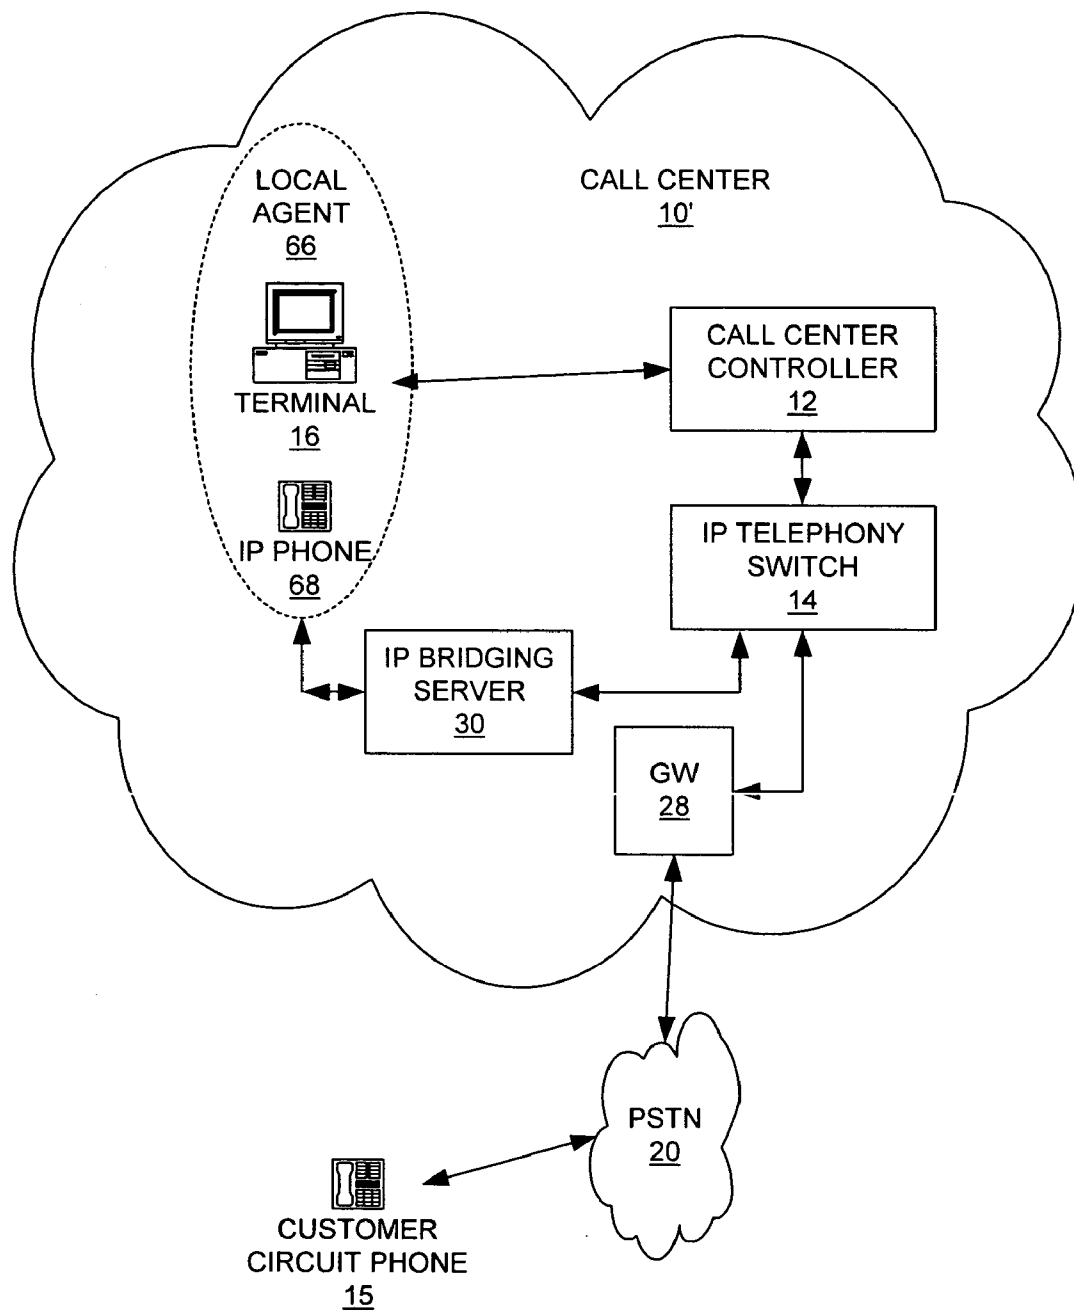 LOCAL
AGENT
66
CALL CENTER
10'
TERMINAL
16
CALL CENTER
CONTROLLER
12
IP PHONE
68
IP TELEPHONY
SWITCH
14
IP BRIDGING
SERVER
30
GW
28
PSTN
20
CUSTOMER
CIRCUIT PHONE
15